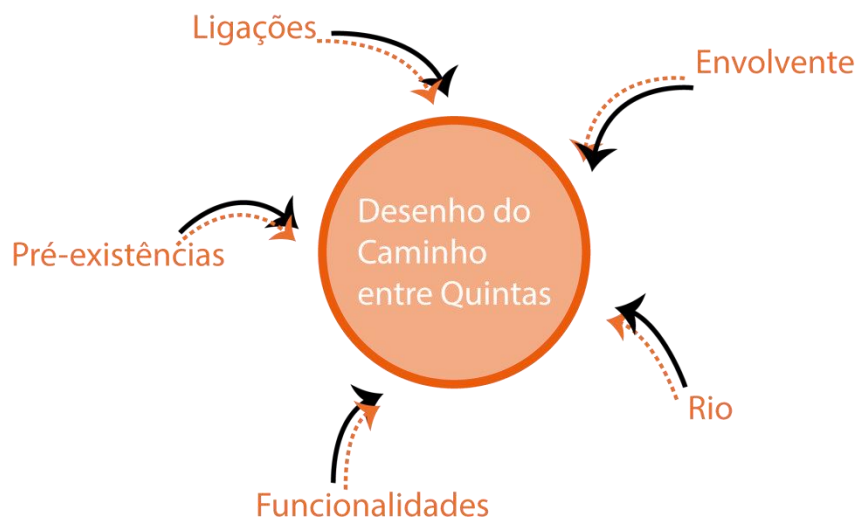 Ligações
Envolvente
Desenho do
Caminho
entre Quintas
Pré-existências
Rio
Funcionalidades